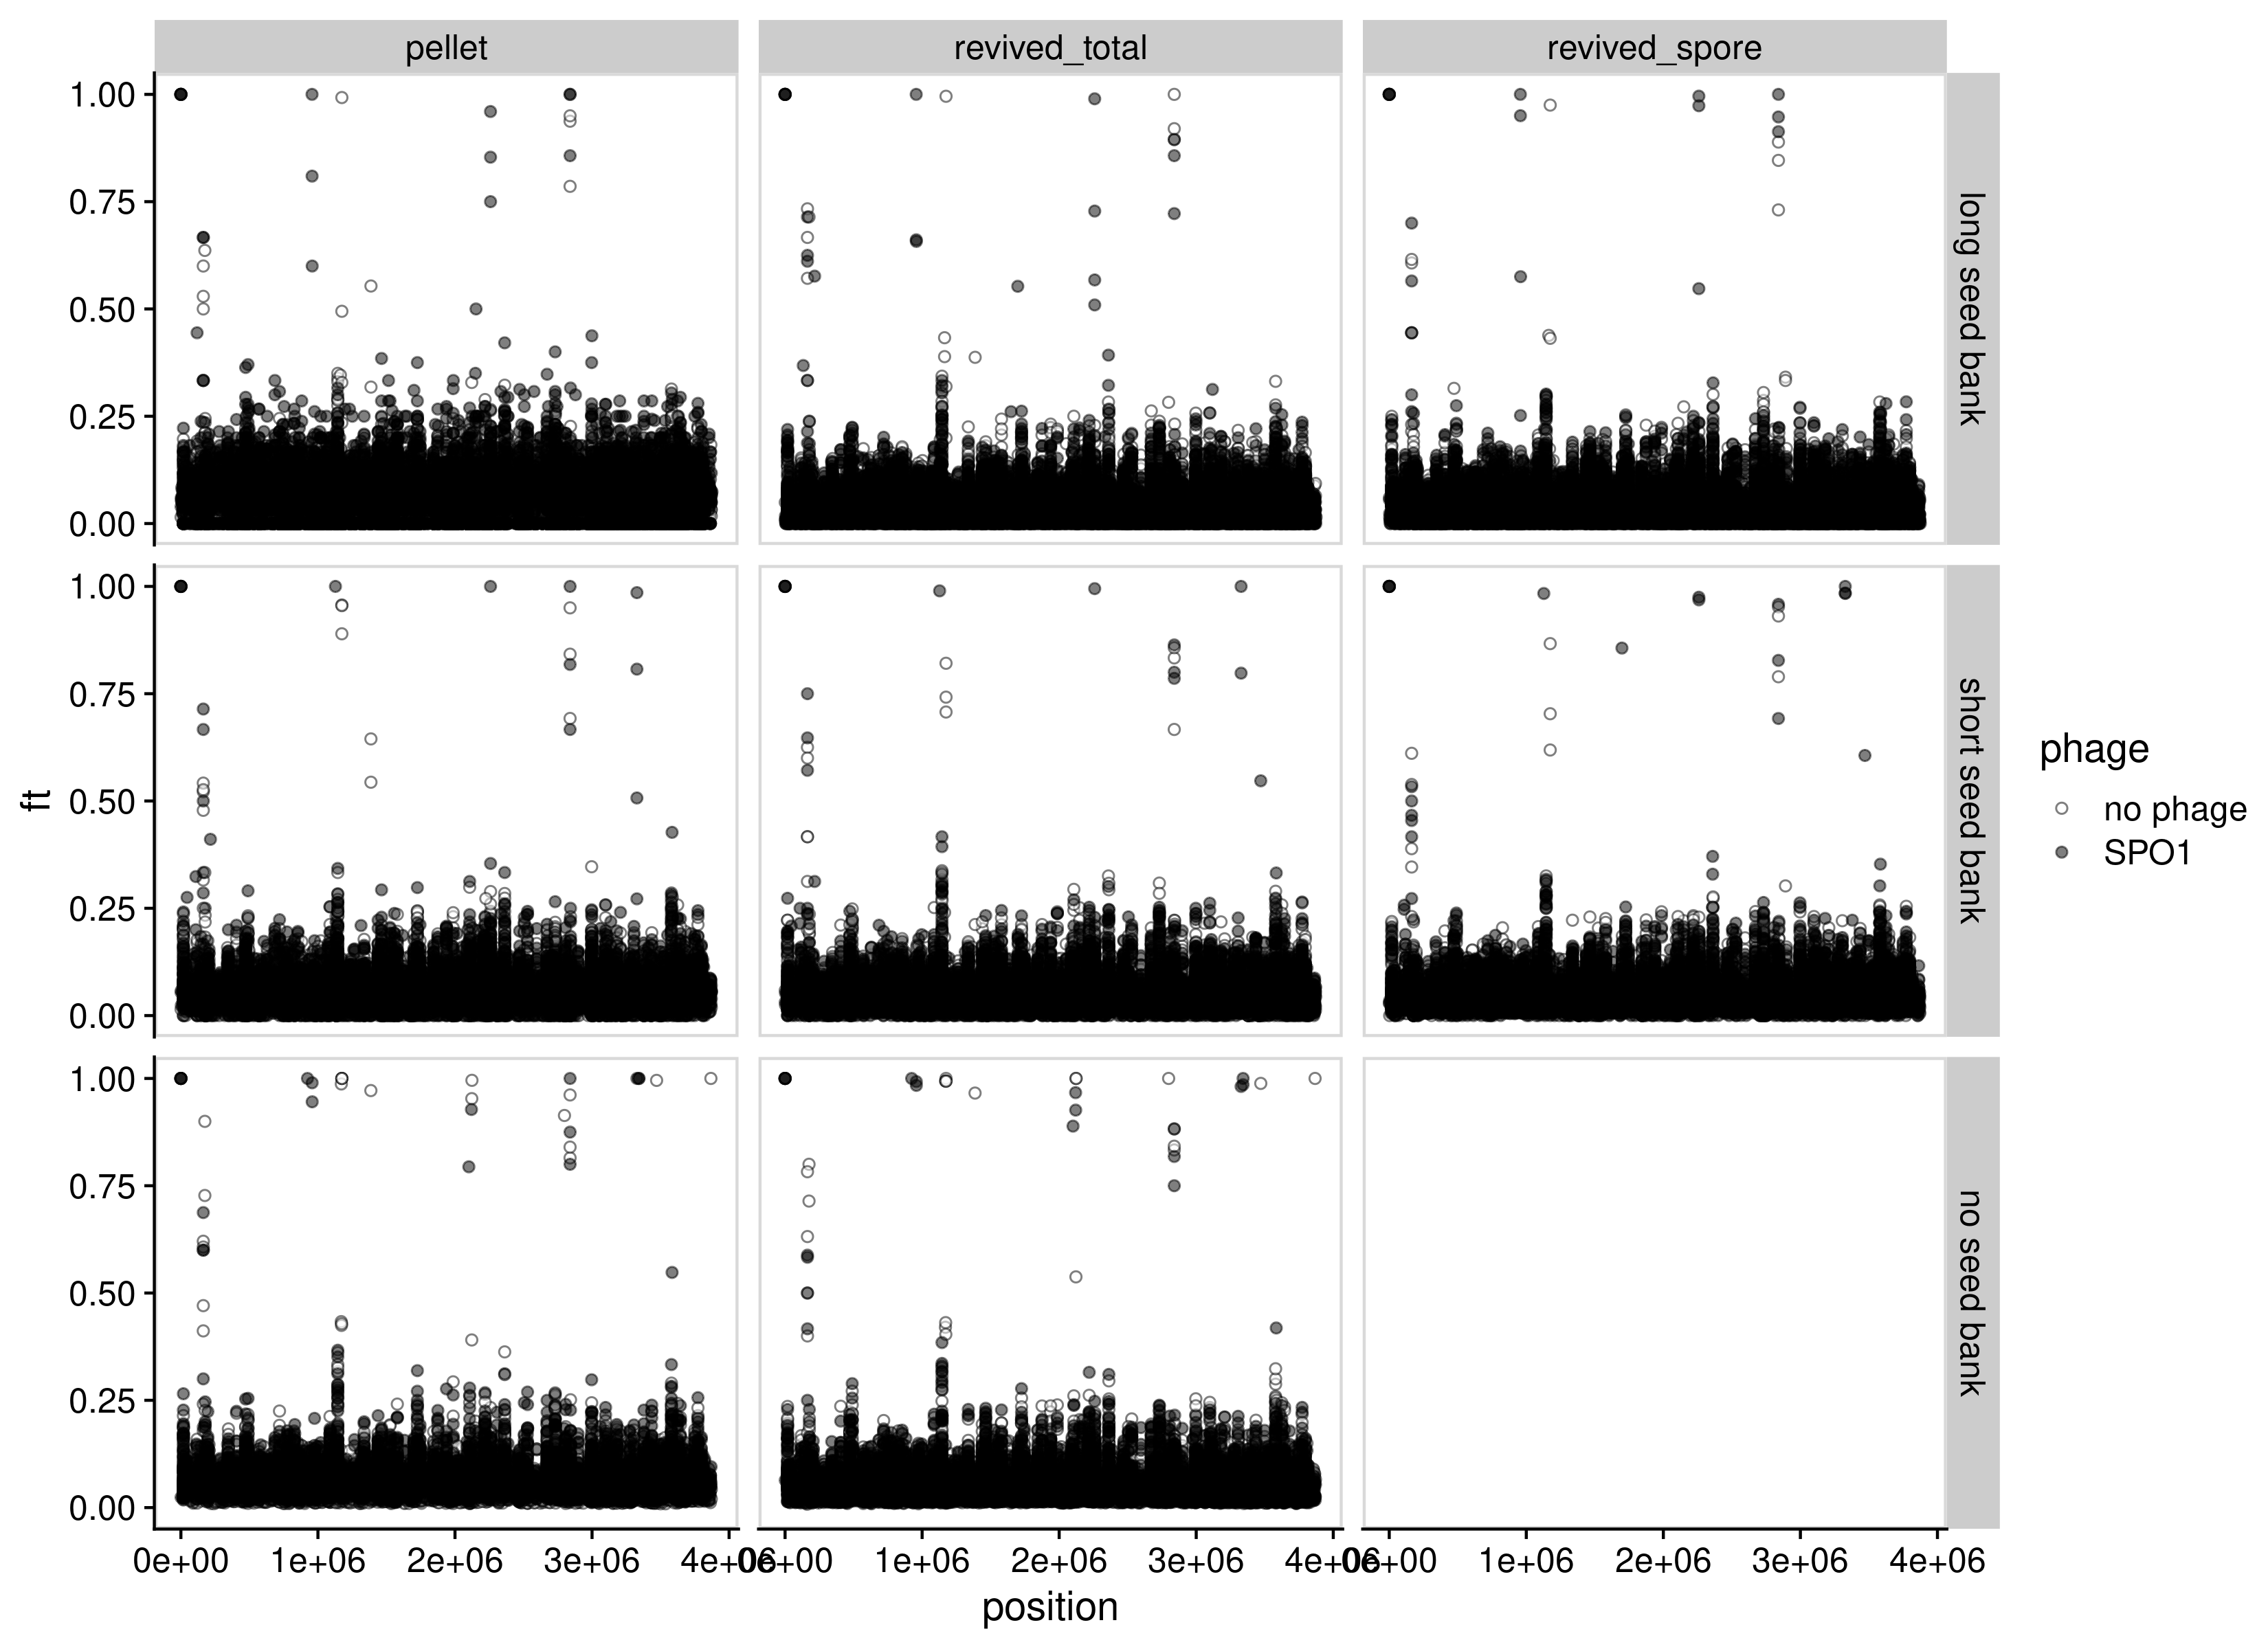 pellet
revived_total
revived_spore
1.00
0.75
0.50
0.25
0.00
long seed bank
1.00
0.75
0.50
0.25
0.00
short seed bank
ft
1.00
0.75
0.50
0.25
0.00
no seed bank
0e+00 1e+06 2e+06 3e+06 4e+06
0e+00 1e+06 2e+06 3e+06 4e+06
0e+00 1e+06 2e+06 3e+06 4e+06
position
phage
no phage
SPO1